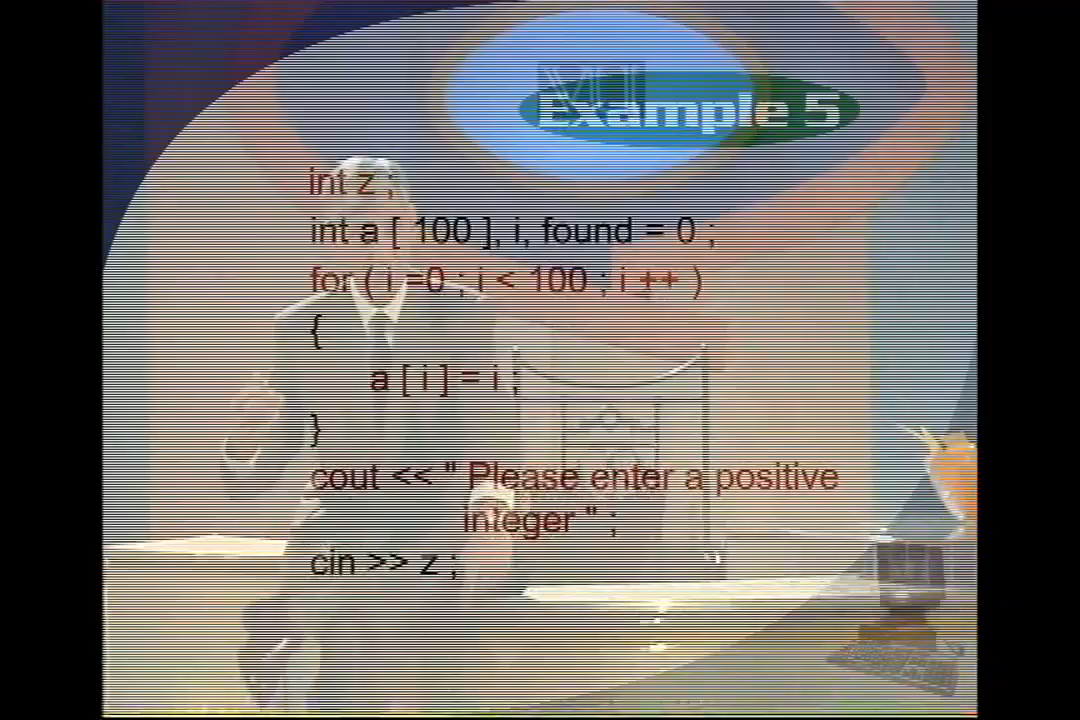 Example 5
int z ;
int a [ 100 ], i, found = 0 ;
for ( i =0 ; i < 100 ; i ++ )
{
a [ i ] = i ;
}
cout << " Please enter a positive
integer " ;
cin >> z ;